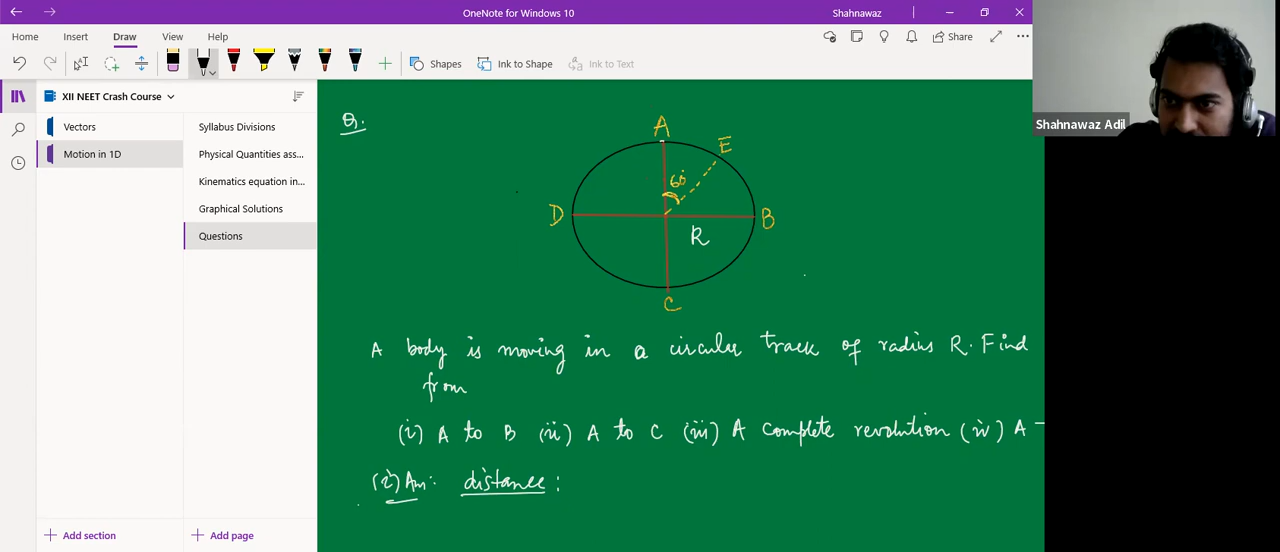 OneNote for Windows 10
Shahnawaz
Home Insert Draw View Help
Share
Shapes
Ink to Shape
Ink to Text
XII NEET Crash Course
Vectors
Motion in 1D
Syllabus Divisions
Physical Quantities ass...
Kinematics equation in...
Graphical Solutions
Questions
Add section
Add page
Shahnawaz Adil
Q.
A
E
60°
D
B
R
C
A body is moving in a circular track of radius R. Find
from
(i) A to B (ii) A to C (iii) A complete revolution (iv) A
(i) Ans: distance: